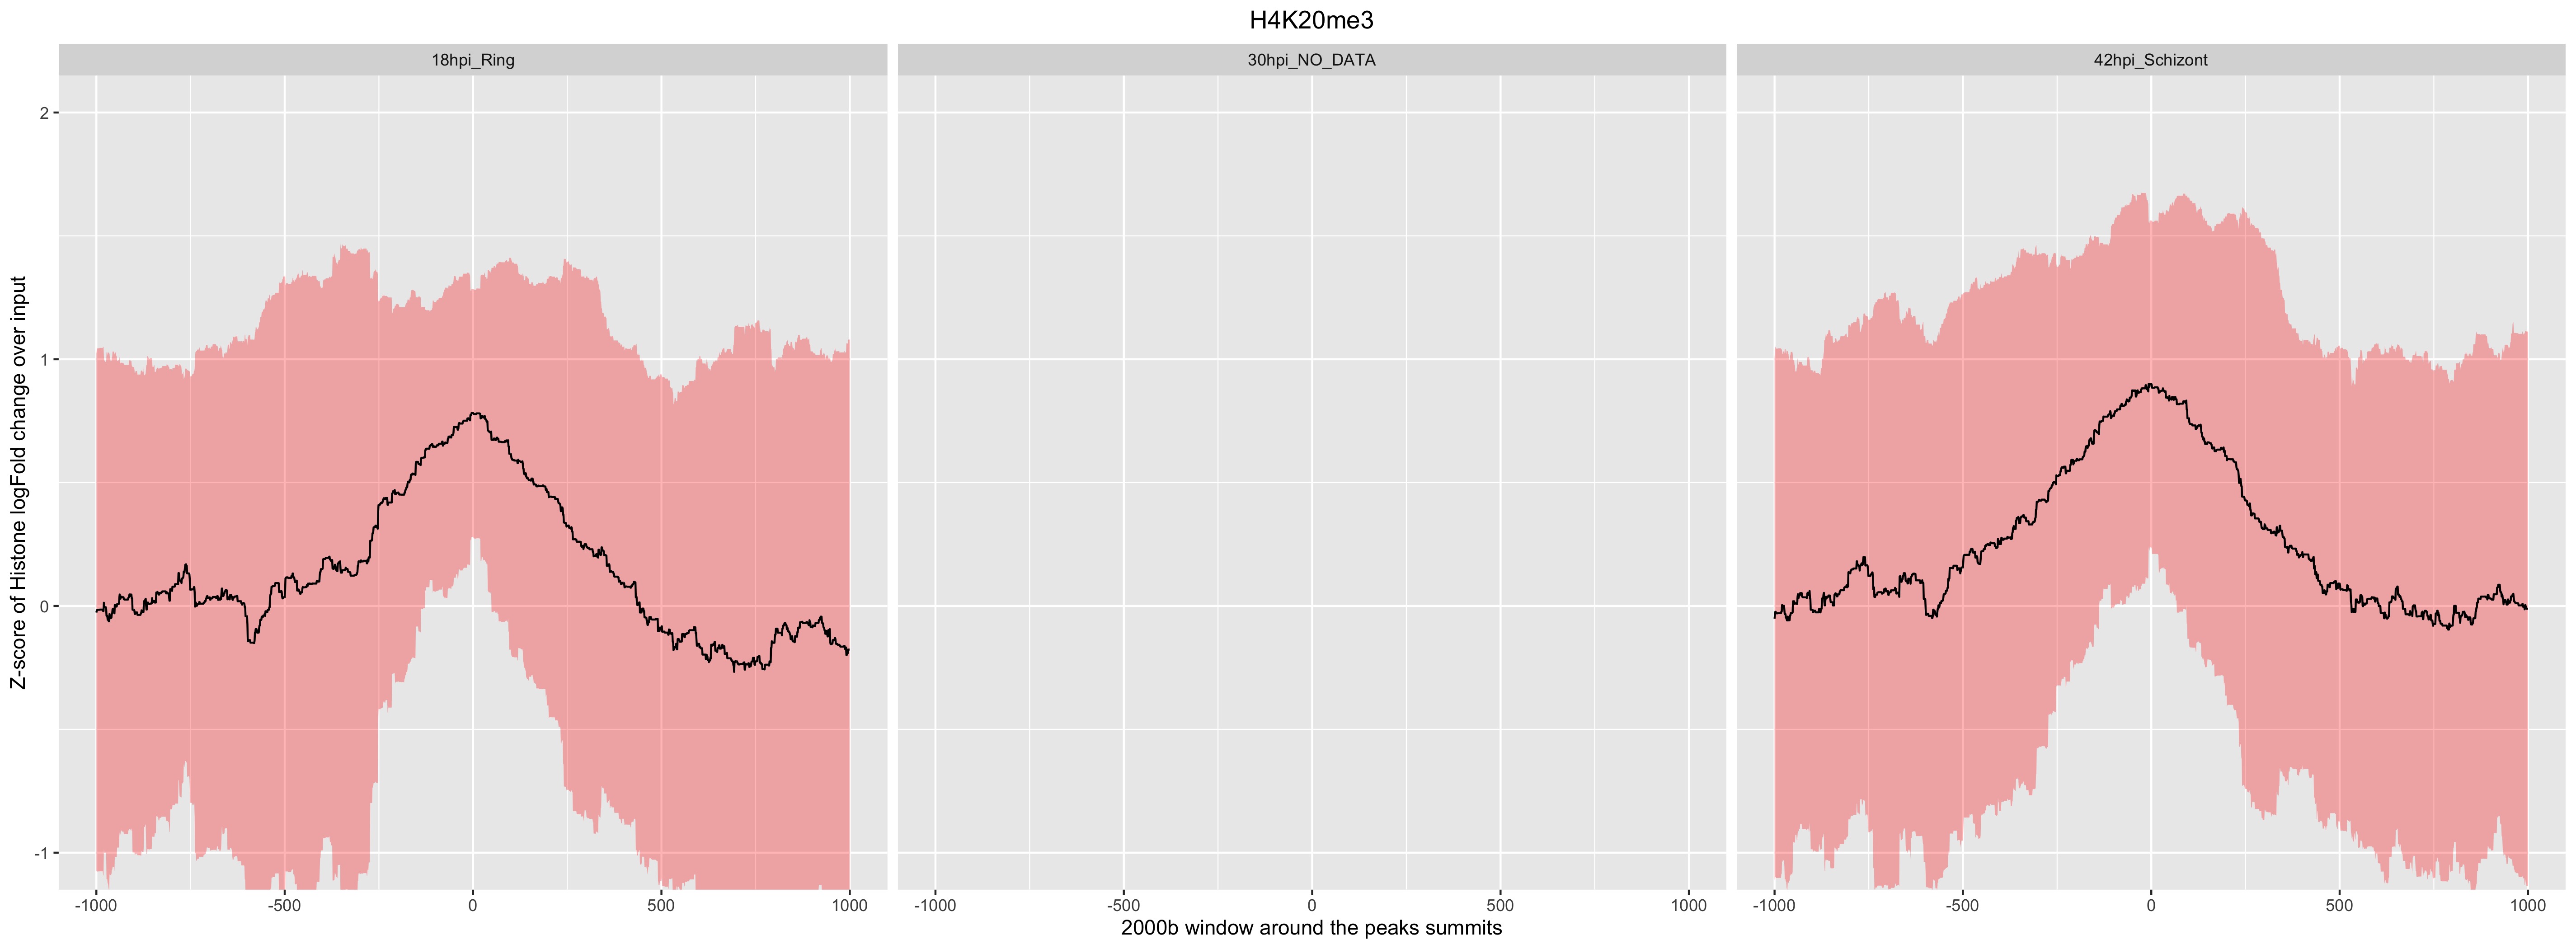 H4K20me3
18hpi_Ring
30hpi_NO_DATA
42hpi_Schizont
Z-score of Histone logFold change over input
2
1
0
-1
-1000 -500 0 500 1000
-1000 -500 0 500 1000
-1000 -500 0 500 1000
2000b window around the peaks summits